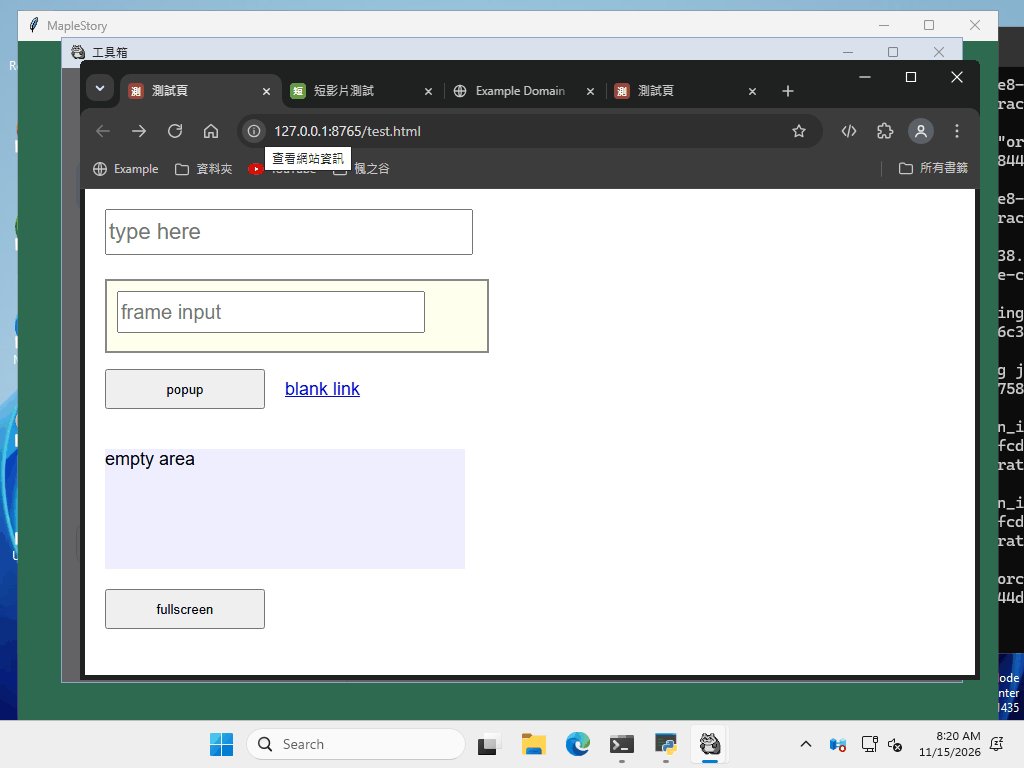 MapleStory
工具箱
測試頁
短影片測試
Example Domain
測試頁
127.0.0.1:8765/test.html
查看網站資訊
Example
資料夾
楓之谷
所有書籤
type here
frame input
popup
blank link
empty area
fullscreen
Search
8:20 AM
11/15/2026